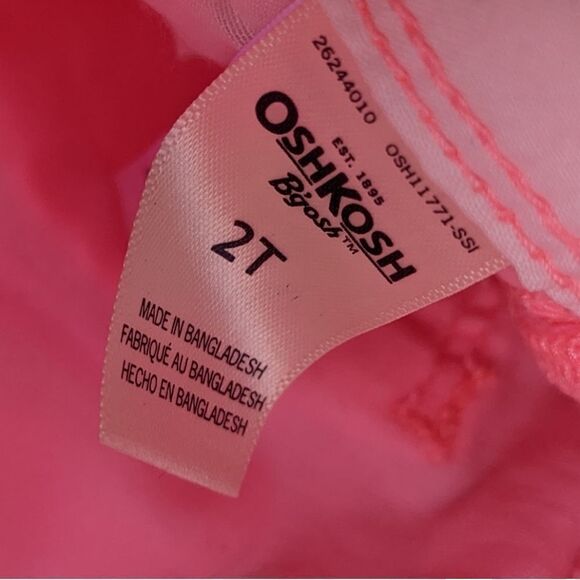 26244010 OSH11771-SSI
OSHKOSH
EST. 1895
B'gosh™
2T
MADE IN BANGLADESH
FABRIQUÉ AU BANGLADESH
HECHO EN BANGLADESH